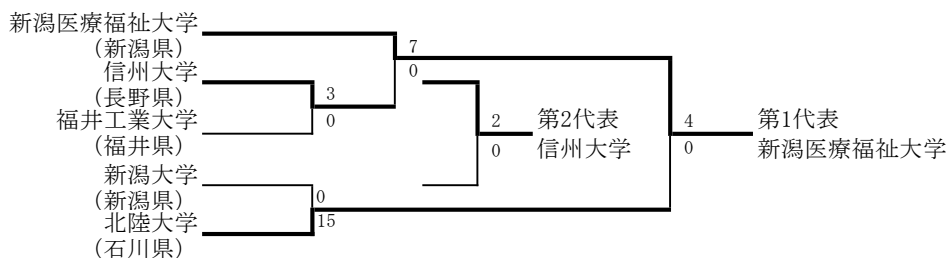 新潟医療福祉大学
(新潟県)
信州大学
(長野県)
福井工業大学
(福井県)
新潟大学
(新潟県)
北陸大学
(石川県)
7
0
3
0
0
15
2
0
第2代表
信州大学
4
0
第1代表
新潟医療福祉大学